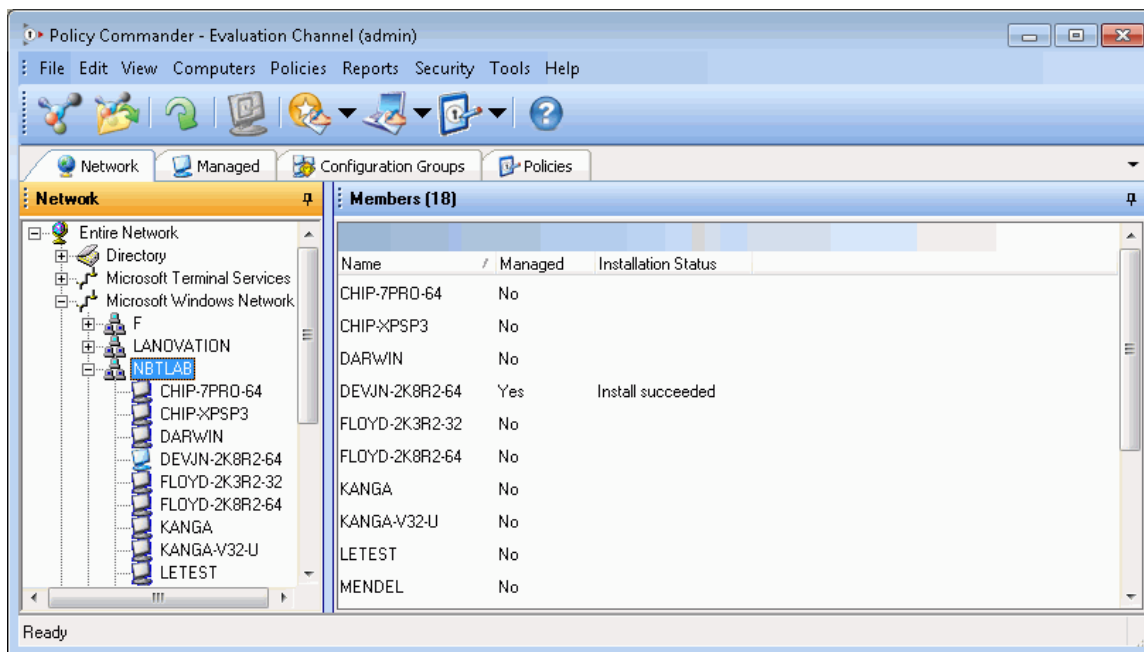 Policy Commander - Evaluation Channel (admin)
File Edit View Computers Policies Reports Security Tools Help
Network Managed Configuration Groups Policies
Network
Members (18)
Entire Network
Directory
Microsoft Terminal Services
Microsoft Windows Network
F
LANOVATION
NBTLAB
CHIP-7PRO-64
CHIP-XPSP3
DARWIN
DEVJN-2K8R2-64
FLOYD-2K3R2-32
FLOYD-2K8R2-64
KANGA
KANGA-V32-U
LETEST
Name Managed Installation Status
CHIP-7PRO-64 No
CHIP-XPSP3 No
DARWIN No
DEVJN-2K8R2-64 Yes Install succeeded
FLOYD-2K3R2-32 No
FLOYD-2K8R2-64 No
KANGA No
KANGA-V32-U No
LETEST No
MENDEL No
Ready